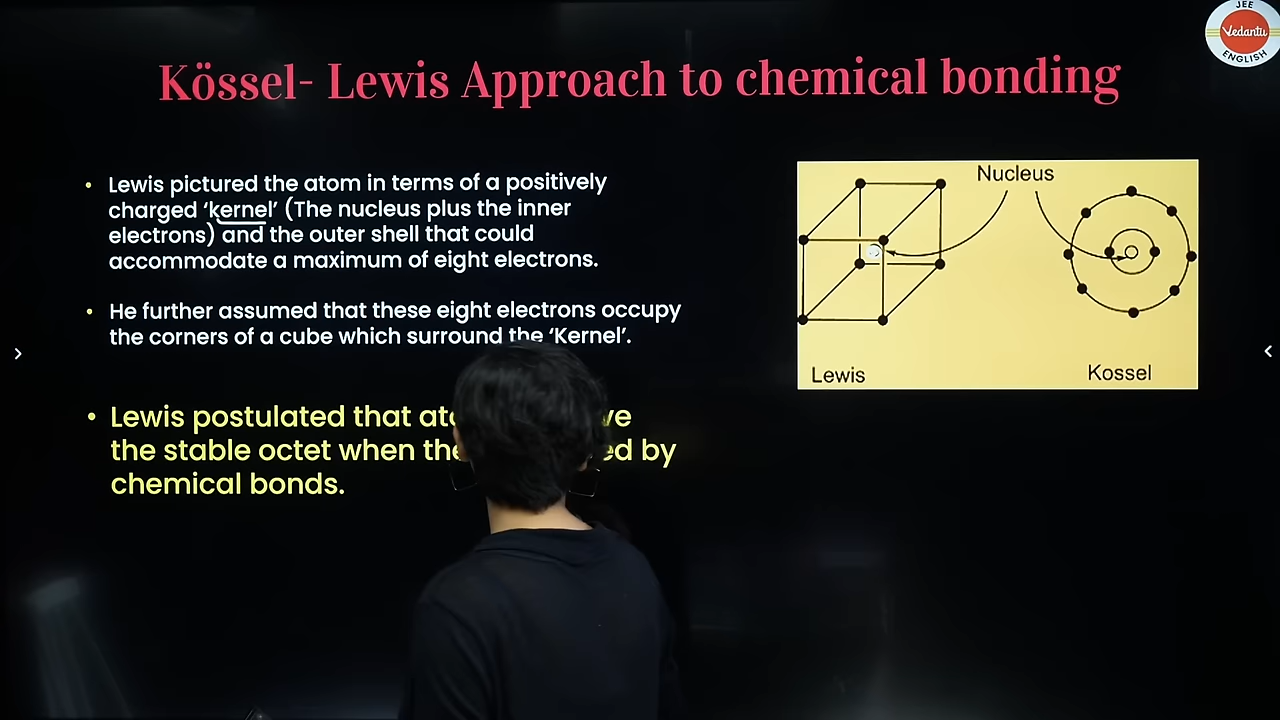 JEE
Vedantu
ENGLISH
Kössel- Lewis Approach to chemical bonding
• Lewis pictured the atom in terms of a positively
charged ‘kernel’ (The nucleus plus the inner
electrons) and the outer shell that could
accommodate a maximum of eight electrons.
• He further assumed that these eight electrons occupy
the corners of a cube which surround the ‘Kernel’.
• Lewis postulated that
the stable octet when by
chemical bonds.
Nucleus
Lewis
Kossel